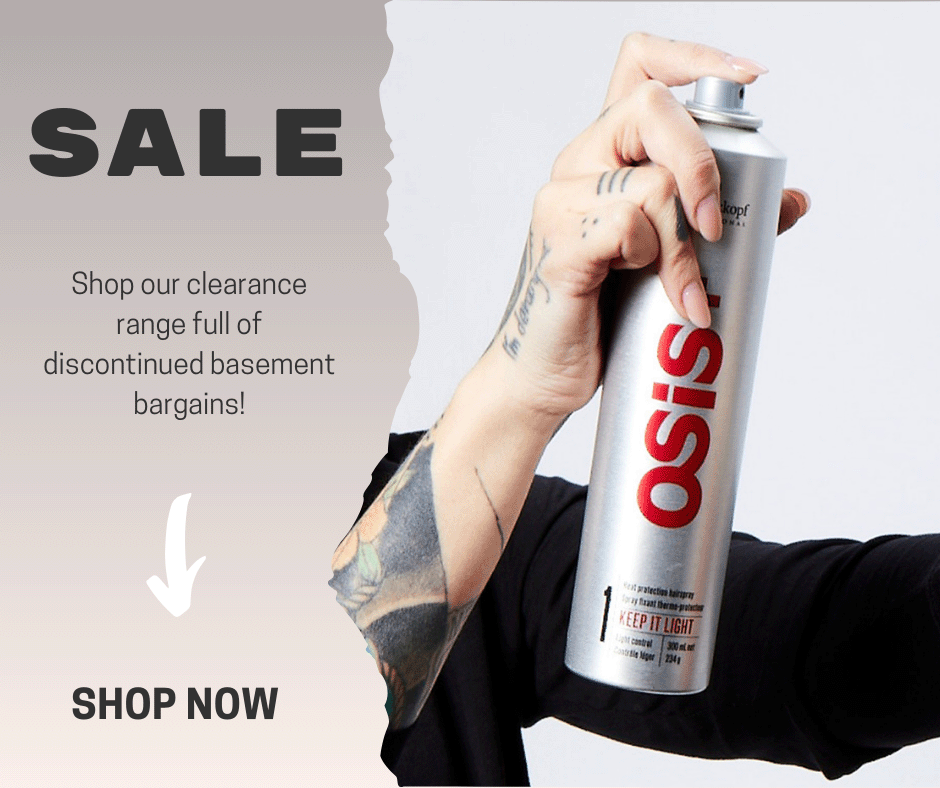 SALE
Shop our clearance
range full of
discontinued basement
bargains!
SHOP NOW
kopf
ONAL
OSIS+
1
Heat protection hairspray
Spray fixant thermo-protecteur
KEEP IT LIGHT
Light control
Contrôle léger
300 mL net
234 g